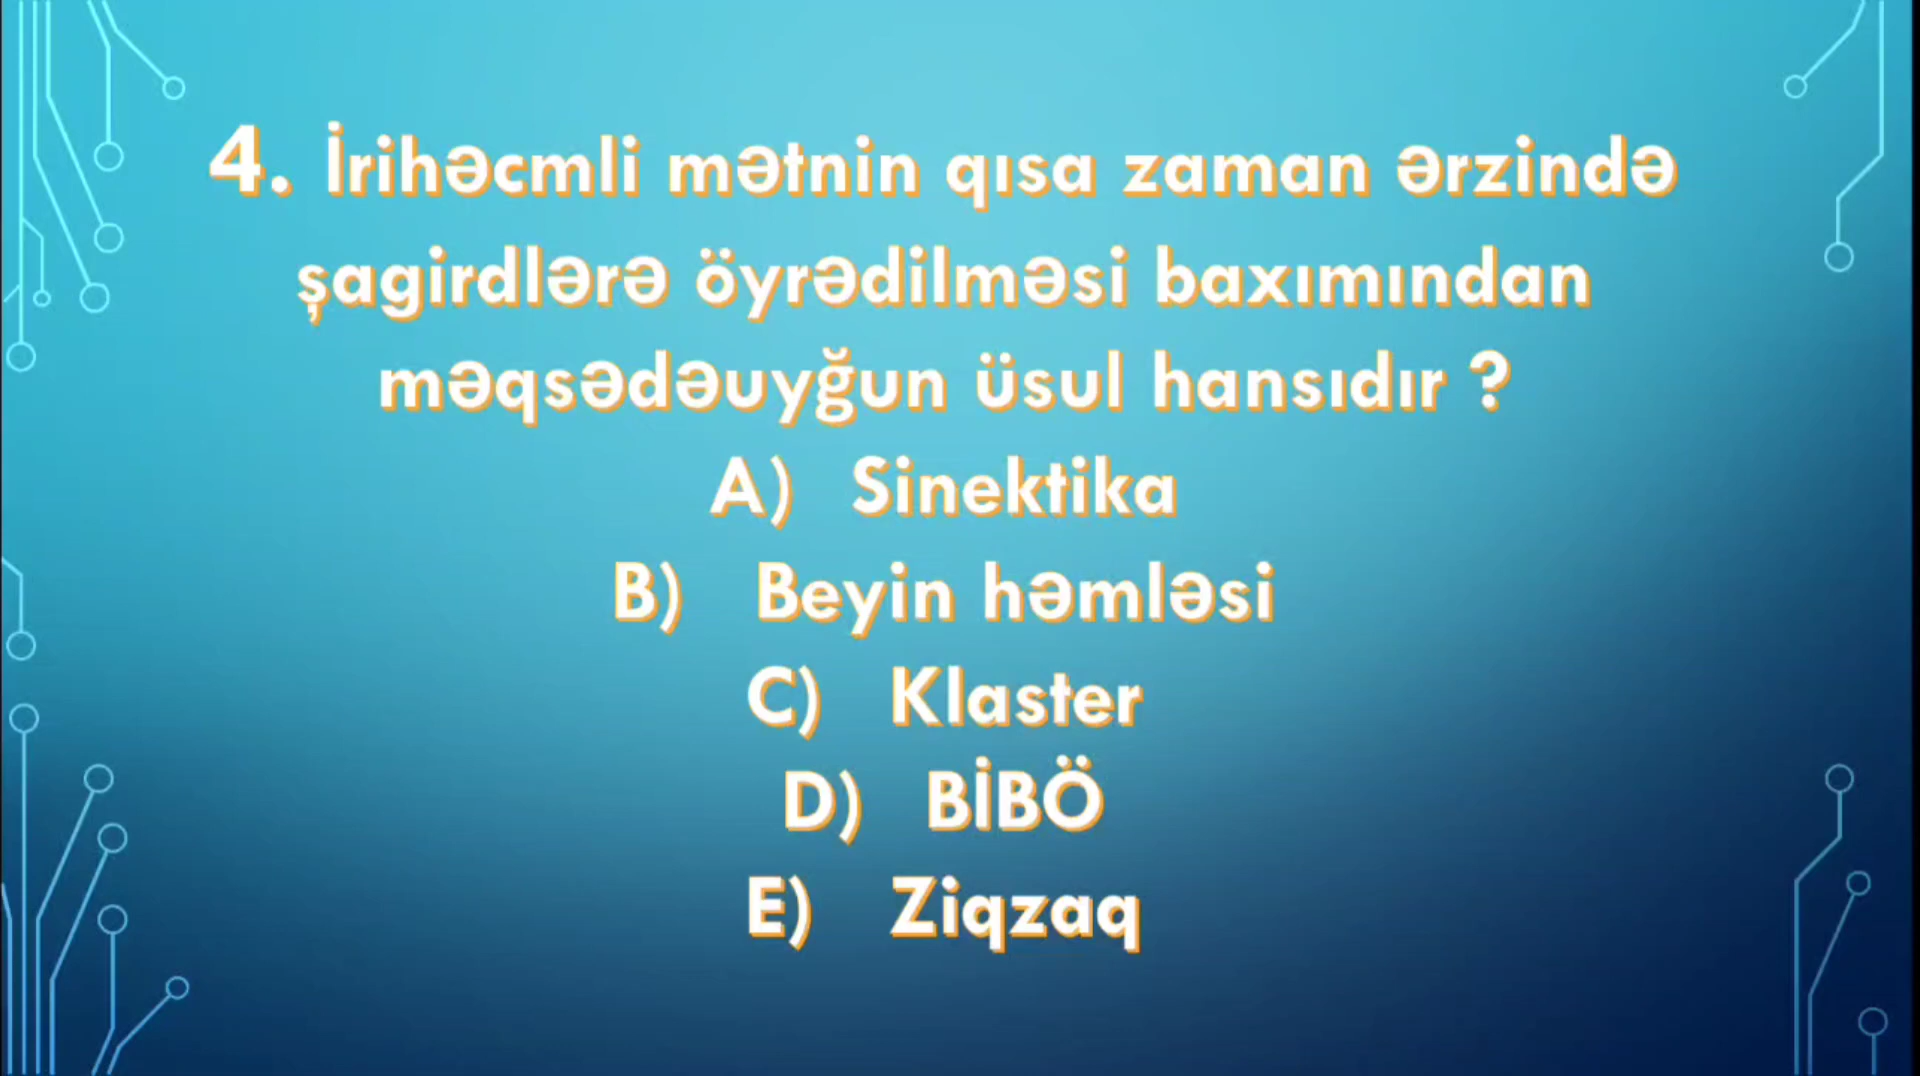 4. İrihəcmli mətnin qısa zaman ərzində
şagirdlərə öyrədilməsi baxımından
məqsədəuyğun üsul hansıdır ?
A) Sinektika
B) Beyin həmləsi
C) Klaster
D) BİBÖ
E) Ziqzaq